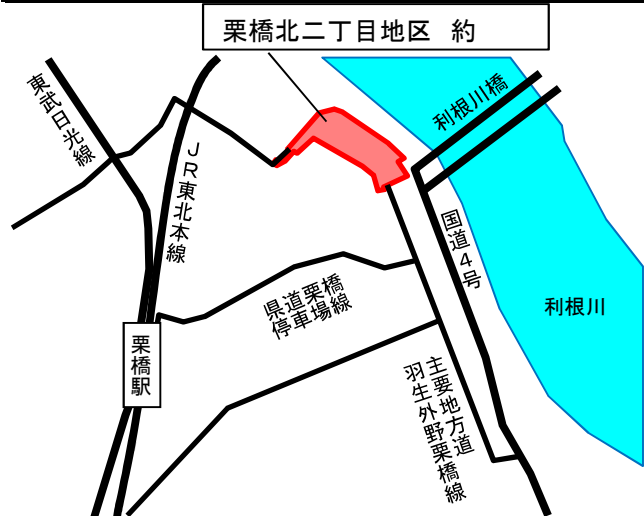 栗橋北二丁目地区 約
東武日光線
JR東北本線
利根川橋
国道4号
利根川
県道栗橋
停車場線
栗橋駅
主要地方道
羽生外野栗橋線